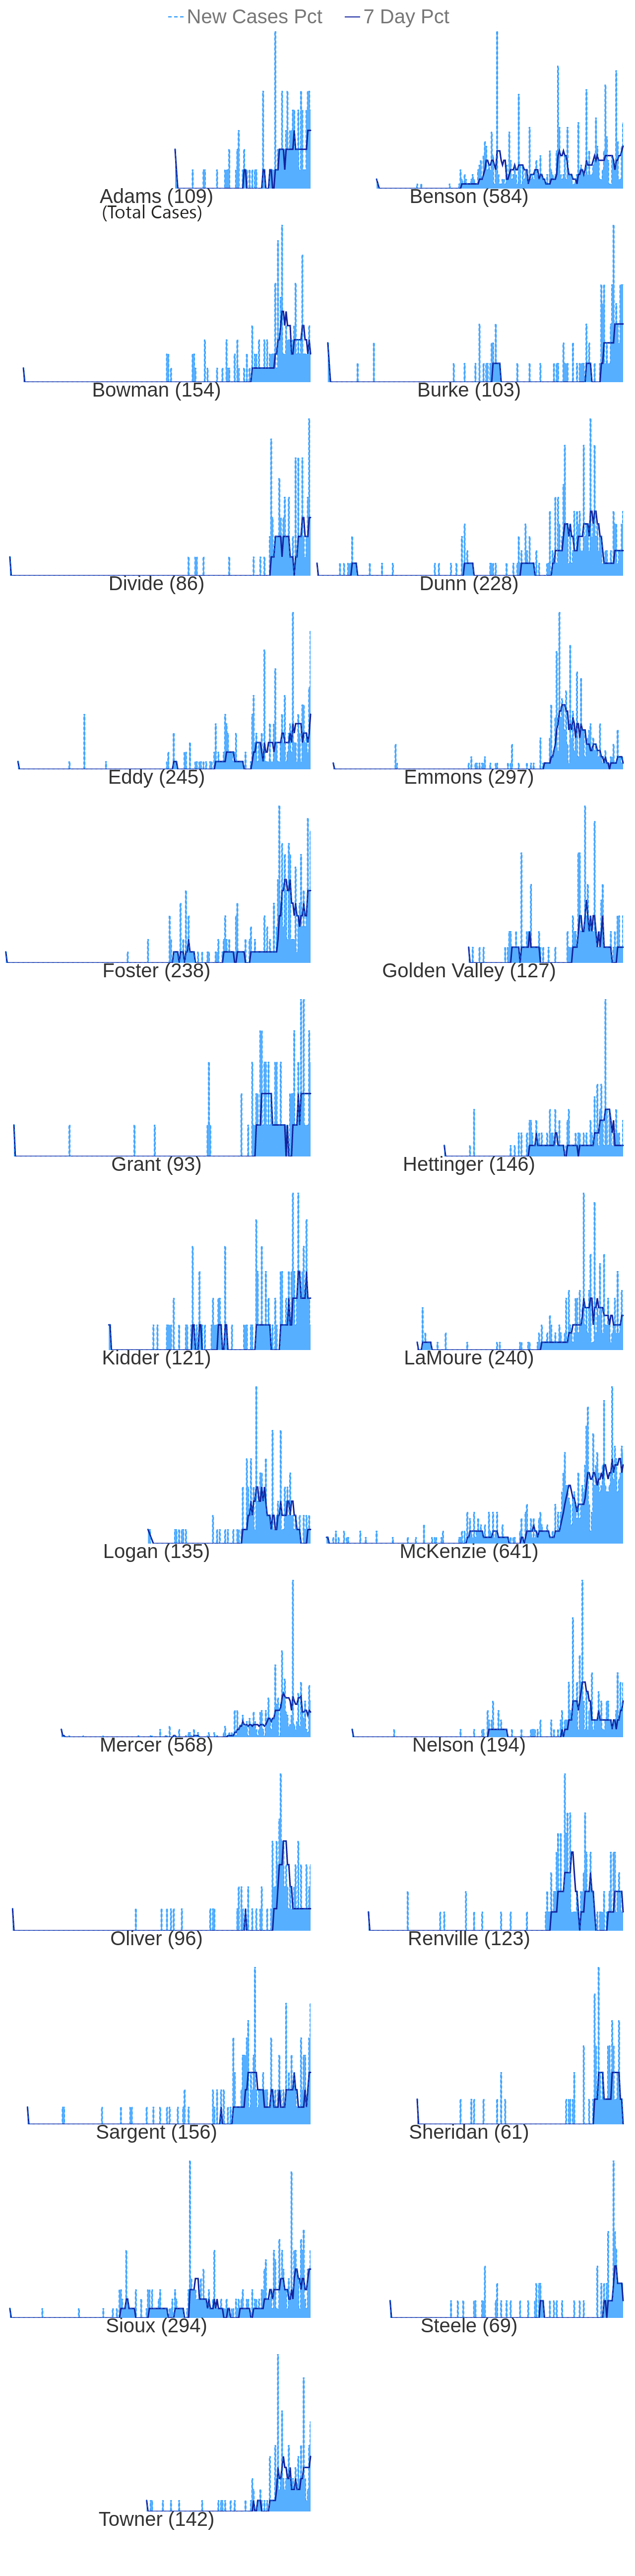 New Cases Pct 7 Day Pct
Adams (109) Benson (584)
(Total Cases)
Bowman (154) Burke (103)
Divide (86) Dunn (228)
Eddy (245) Emmons (297)
Foster (238) Golden Valley (127)
Grant (93) Hettinger (146)
Kidder (121) LaMoure (240)
Logan (135) McKenzie (641)
Mercer (568) Nelson (194)
Oliver (96) Renville (123)
Sargent (156) Sheridan (61)
Sioux (294) Steele (69)
Towner (142)